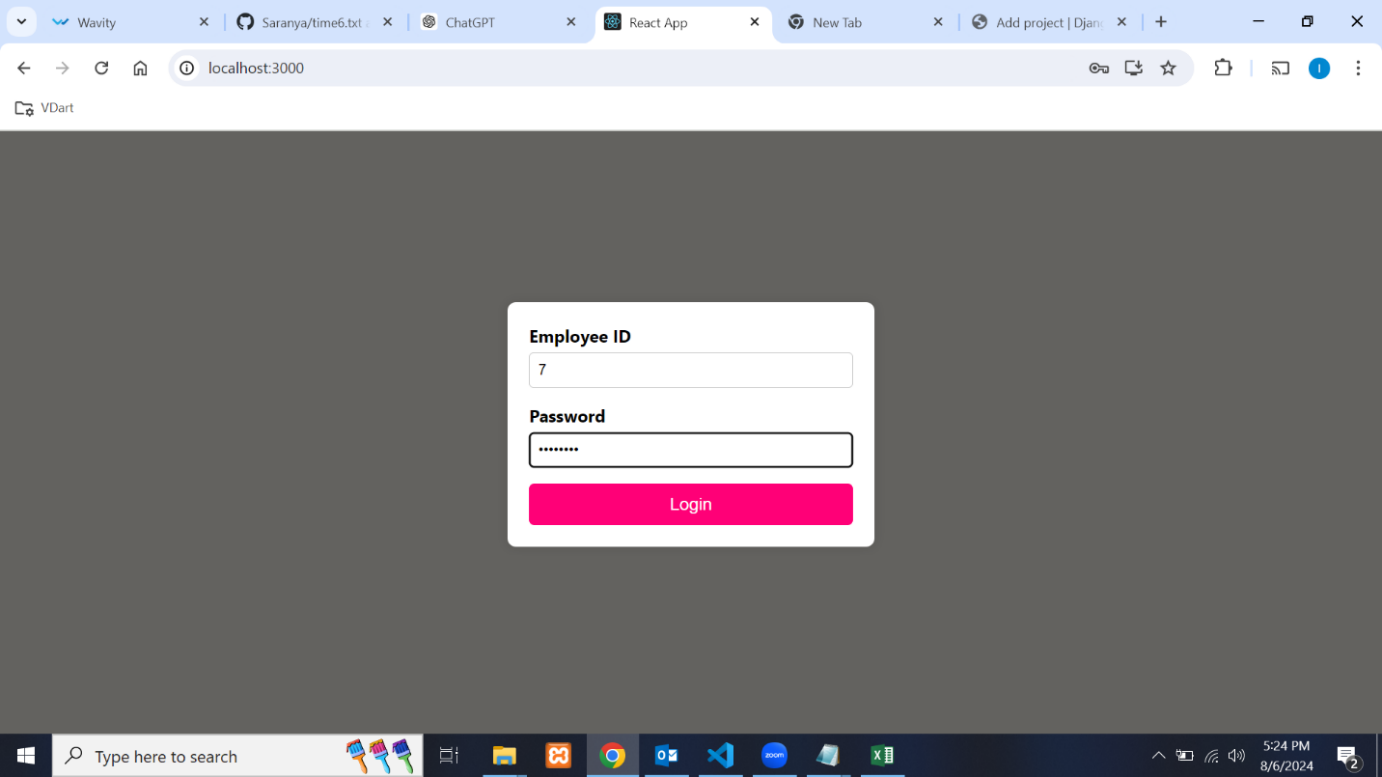 Wavity
Saranya/time6.txt a
ChatGPT
React App
New Tab
Add project | Djang
localhost:3000
I
VDart
Employee ID
7
Password
••••••••
Login
Type here to search
zoom
5:24 PM
8/6/2024
2